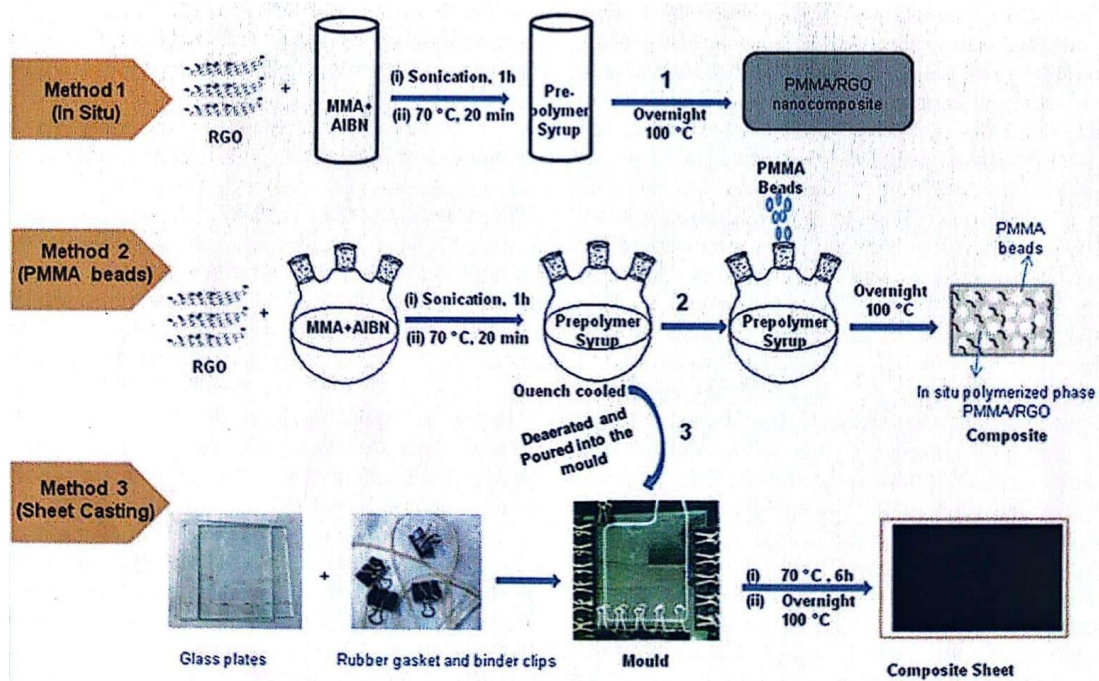 Method 1
(In Situ)
RGO
+
MMA+
AIBN
(i) Sonication, 1h
(ii) 70 °C, 20 min
Pre-
polymer
Syrup
1
Overnight
100 °C
PMMA/RGO
nanocomposite
Method 2
(PMMA beads)
RGO
+
MMA+AIBN
(i) Sonication, 1h
(ii) 70 °C, 20 min
Prepolymer
Syrup
Quench cooled
2
PMMA
Beads
Prepolymer
Syrup
Overnight
100 °C
PMMA
beads
In situ polymerized phase
PMMA/RGO
Composite
Deaerated and
Poured into the
mould
3
Method 3
(Sheet Casting)
Glass plates
+
Rubber gasket and binder clips
Mould
(i) 70 °C , 6h
(ii) Overnight
100 °C
Composite Sheet